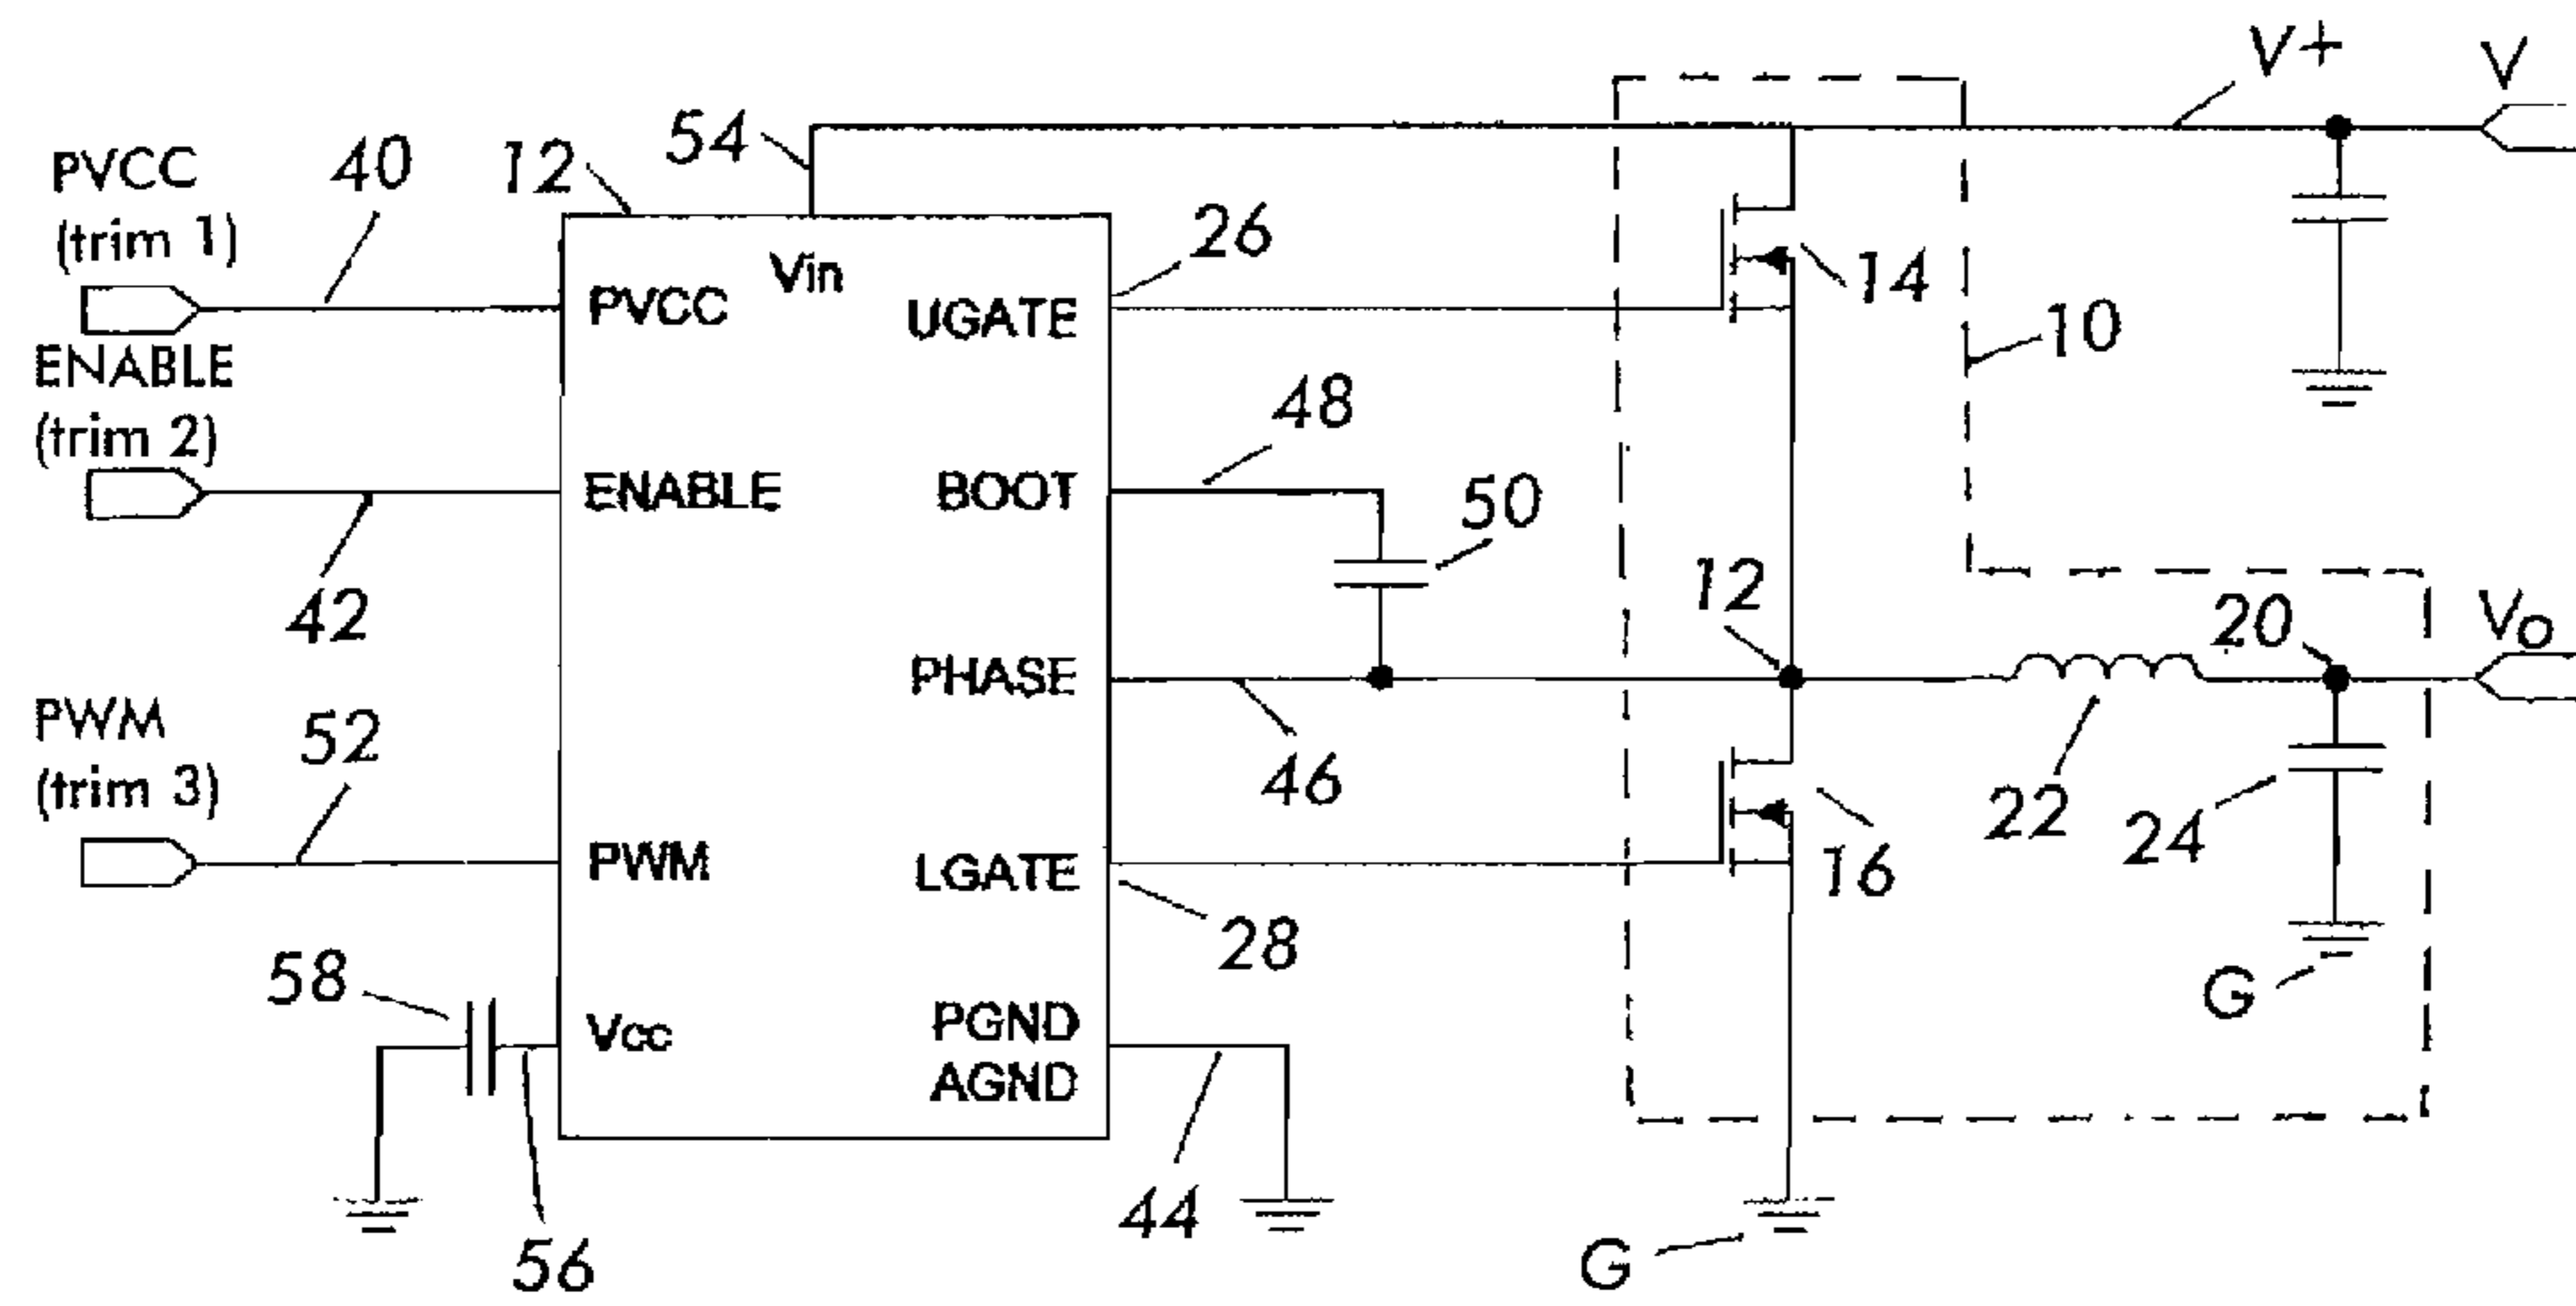 V+
V
PVCC
(trim 1)
40
12
54
Vin
26
PVCC
UGATE
14
10
ENABLE
(trim 2)
48
ENABLE
BOOT
50
42
12
20
Vo
PHASE
PWM
(trim 3)
52
46
22
24
PWM
LGATE
16
28
58
G
Vcc
PGND
AGND
44
56
G